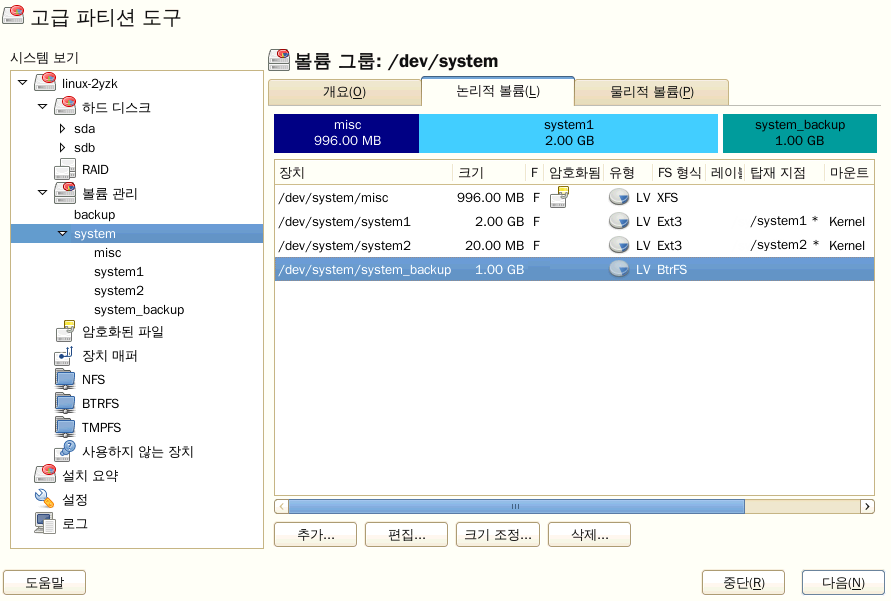 고급 파티션 도구
시스템 보기
linux-2yzk
하드 디스크
sda
sdb
RAID
볼륨 관리
backup
system
misc
system1
system2
system_backup
암호화된 파일
장치 매퍼
NFS
BTRFS
TMPFS
사용하지 않는 장치
설치 요약
설정
로그
볼륨 그룹: /dev/system
개요(O) 논리적 볼륨(L) 물리적 볼륨(P)
misc system1 system_backup
996.00 MB 2.00 GB 1.00 GB
장치 크기 F 암호화됨 유형 FS 형식 레이블 탑재 지점 마운트
/dev/system/misc 996.00 MB F LV XFS
/dev/system/system1 2.00 GB F LV Ext3 /system1 * Kernel
/dev/system/system2 20.00 MB F LV Ext3 /system2 * Kernel
/dev/system/system_backup 1.00 GB LV BtrFS
추가... 편집... 크기 조정... 삭제...
도움말 중단(R) 다음(N)